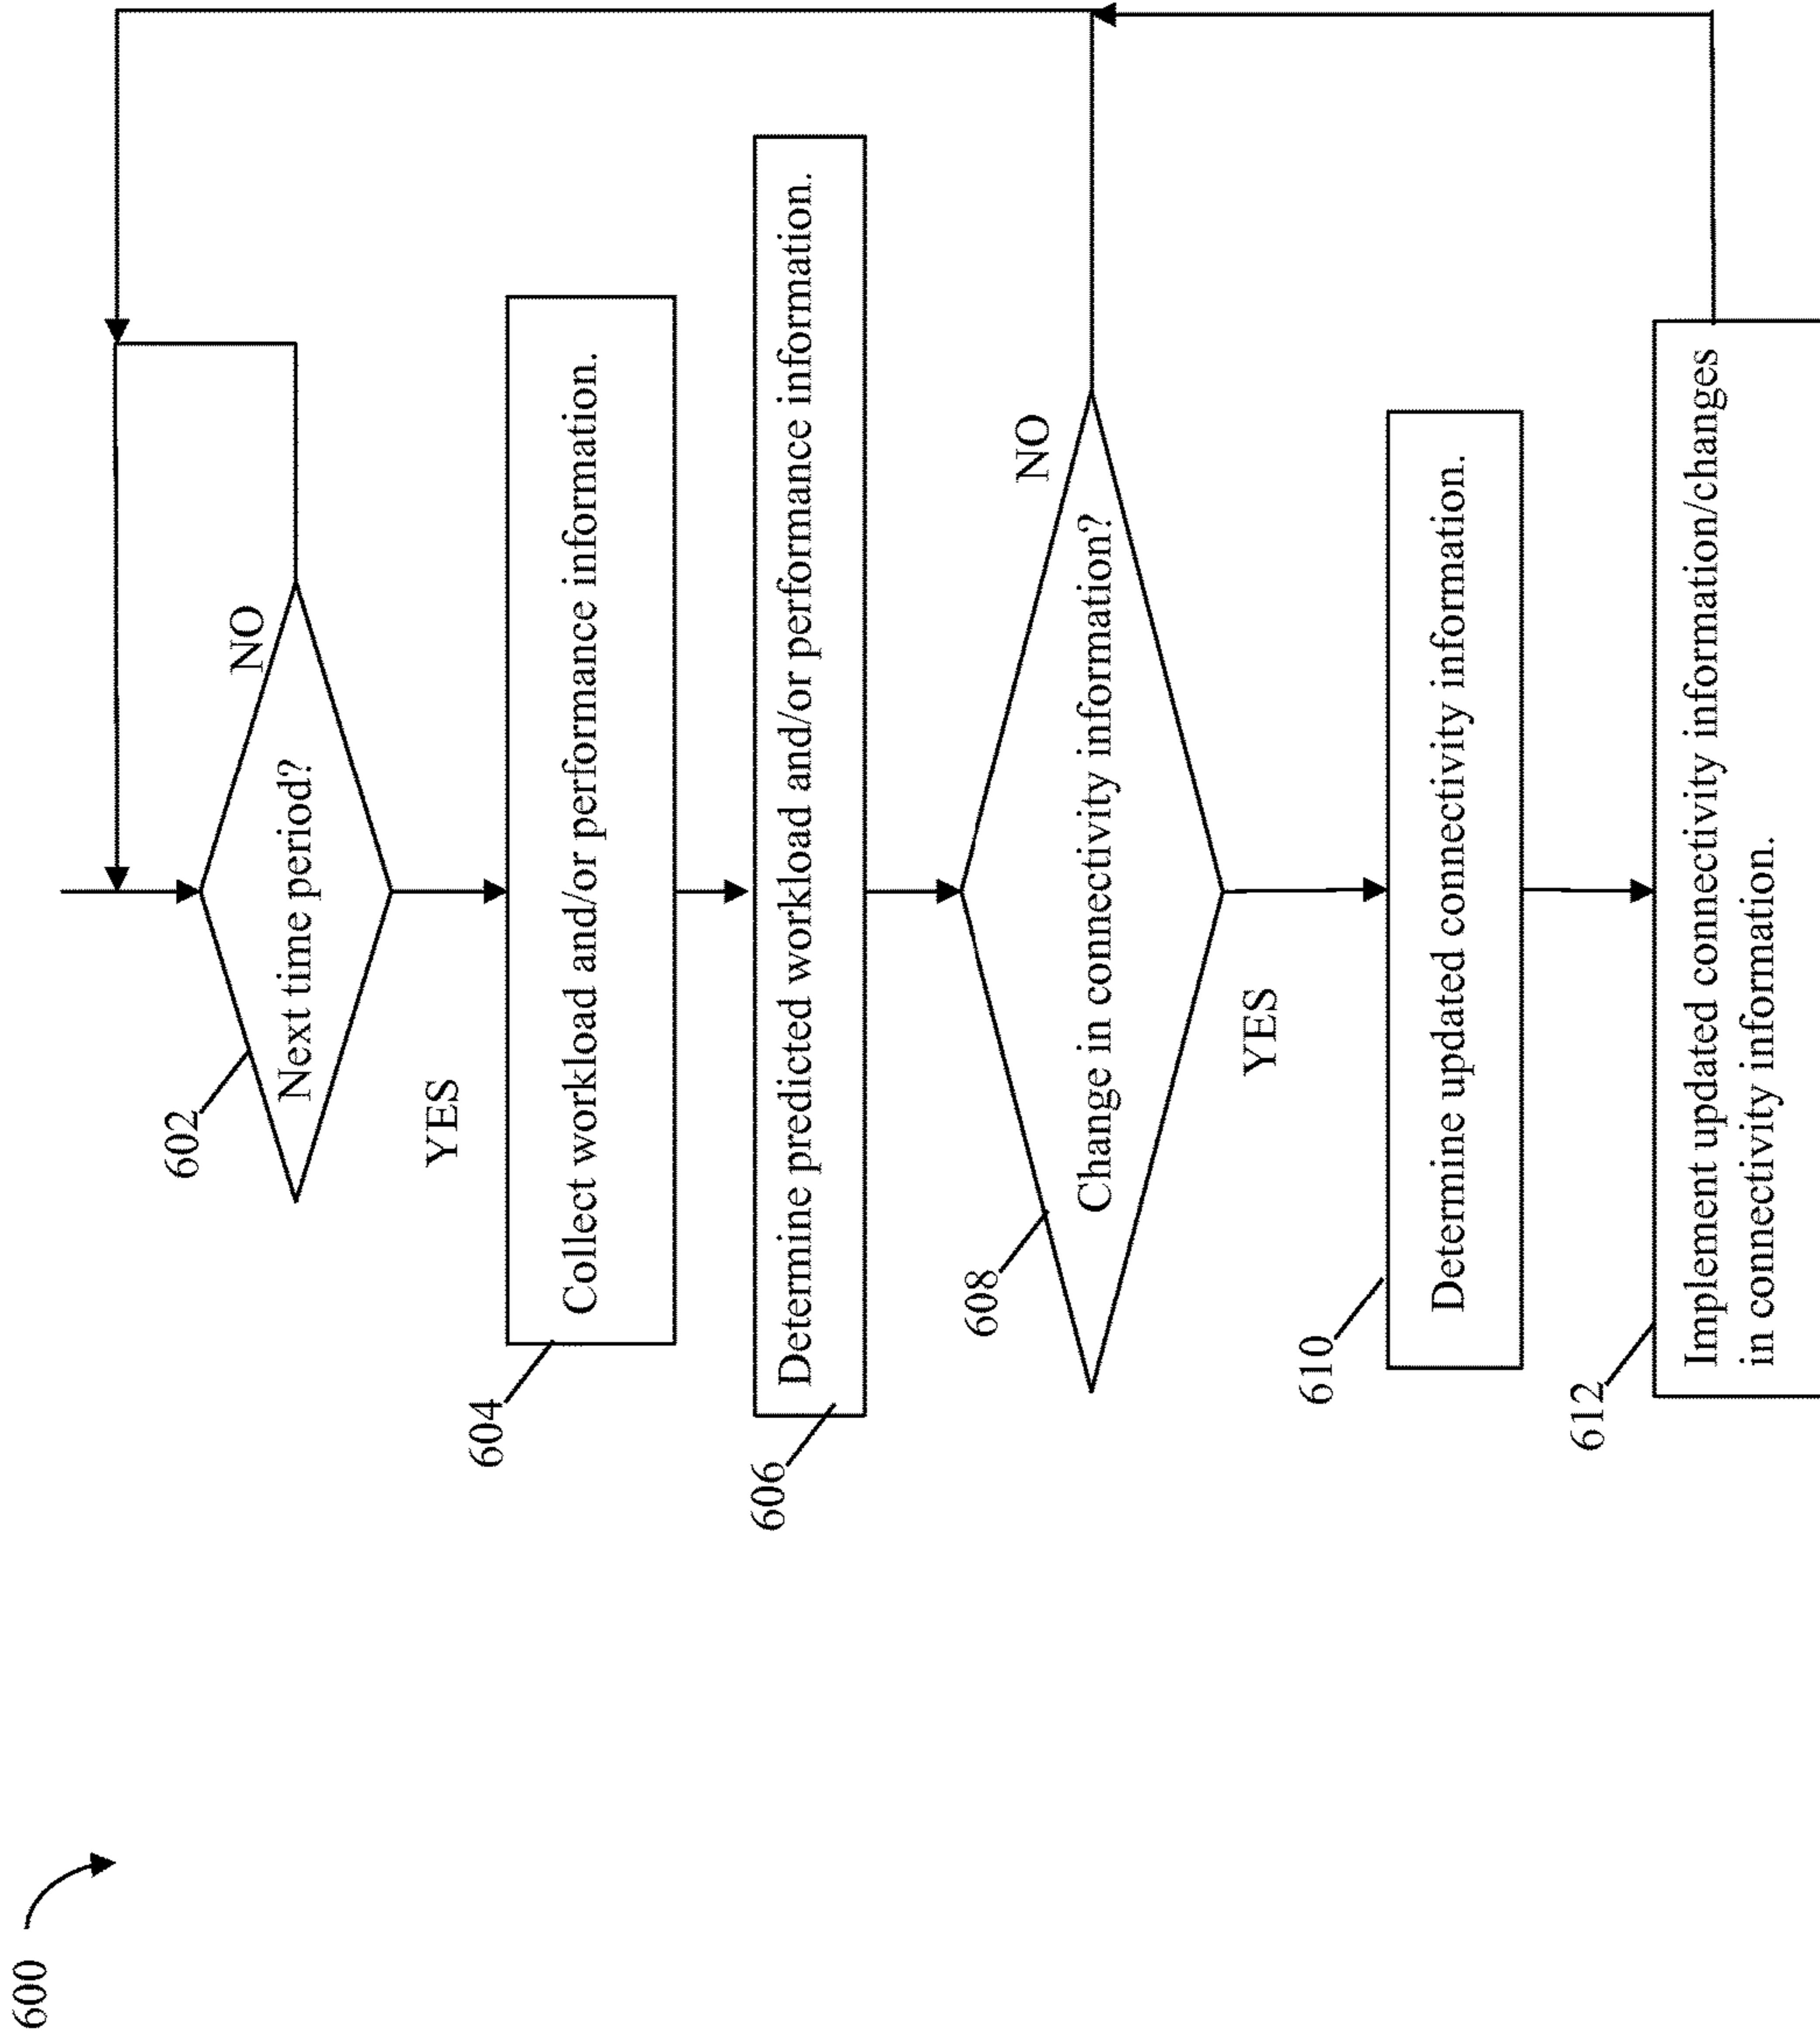 600
602
Next time period?
NO
YES
604
Collect workload and/or performance information.
606
Determine predicted workload and/or performance information.
608
Change in connectivity information?
NO
YES
610
Determine updated connectivity information.
612
Implement updated connectivity information/changes
in connectivity information.